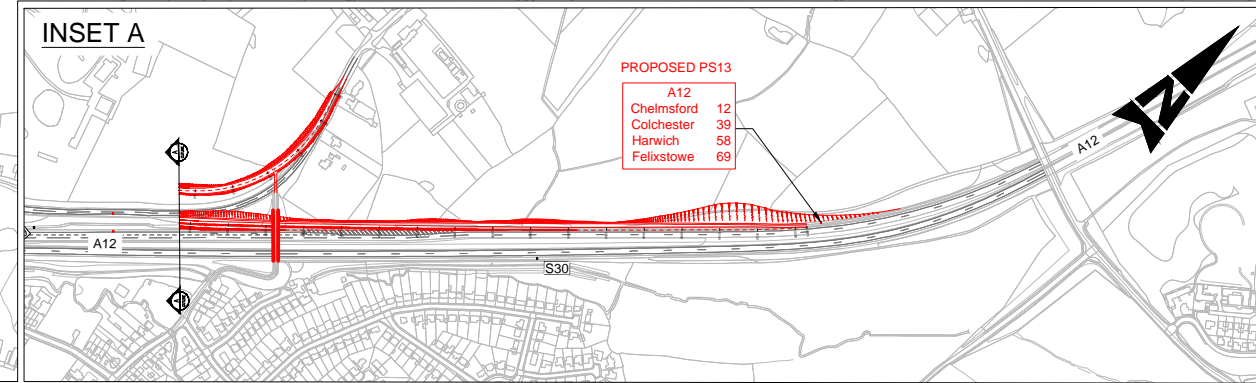 INSET A
PROPOSED PS13
A12
Chelmsford 12
Colchester 39
Harwich 58
Felixstowe 69
A12
N
A12
S30
A
A